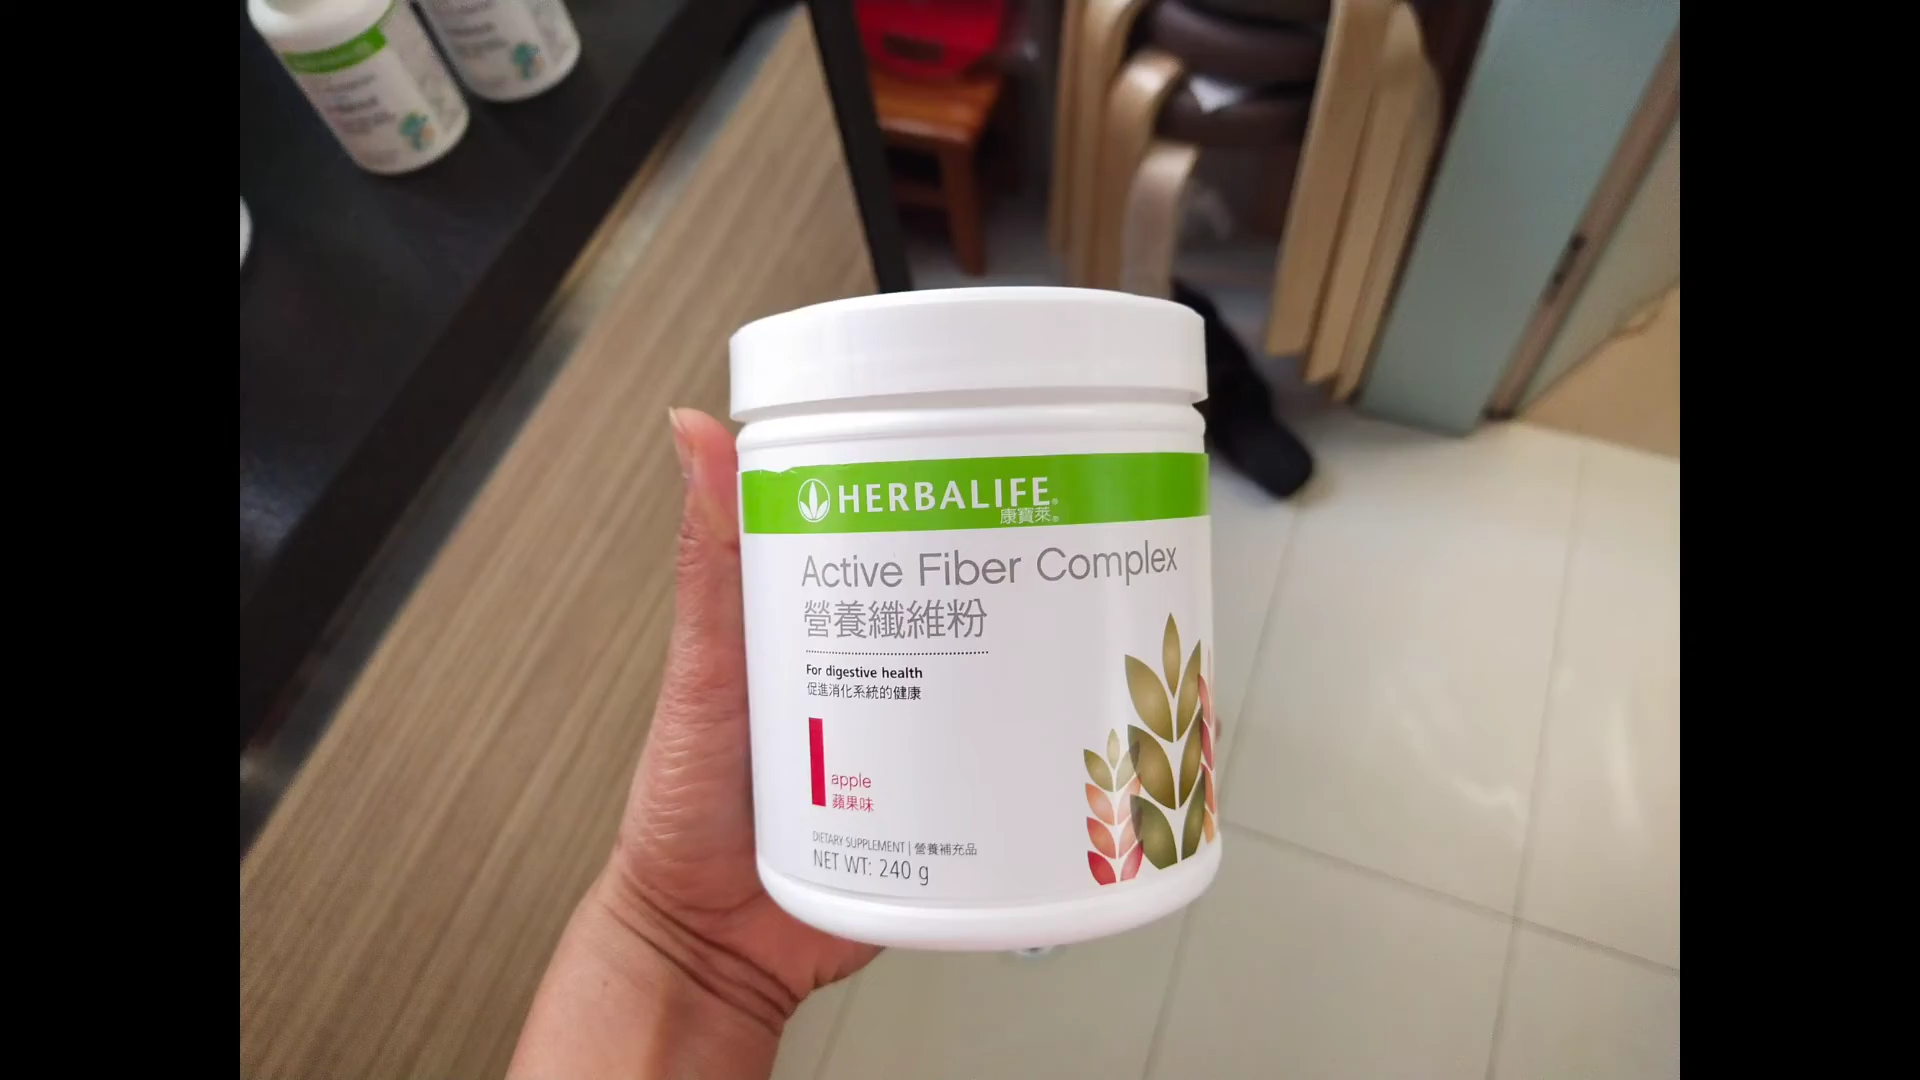 HERBALIFE®
康寶萊®
Active Fiber Complex
營養纖維粉
For digestive health
促進消化系統的健康
apple
蘋果味
DIETARY SUPPLEMENT | 營養補充品
NET WT: 240 g